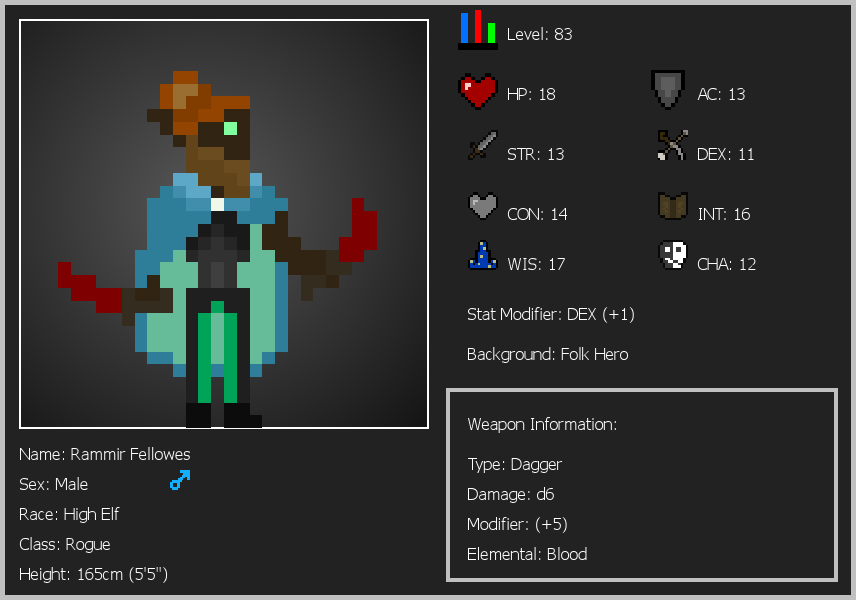 Level: 83
HP: 18
AC: 13
STR: 13
DEX: 11
CON: 14
INT: 16
WIS: 17
CHA: 12
Stat Modifier: DEX (+1)
Background: Folk Hero
Weapon Information:
Type: Dagger
Damage: d6
Modifier: (+5)
Elemental: Blood
Name: Rammir Fellowes
Sex: Male
Race: High Elf
Class: Rogue
Height: 165cm (5'5")